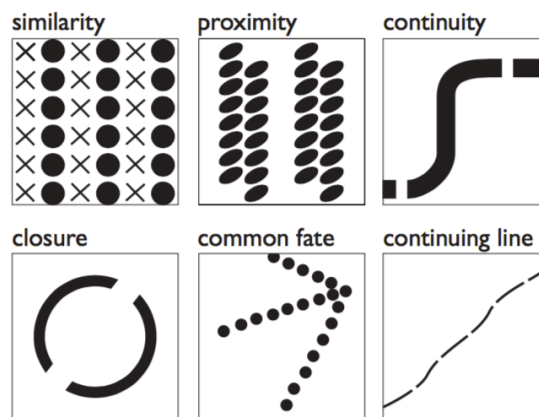 similarity
proximity
continuity
closure
common fate
continuing line